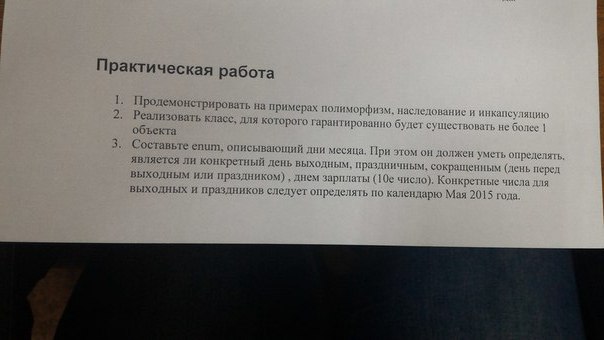 Практическая работа
1. Продемонстрировать на примерах полиморфизм, наследование и инкапсуляцию
2. Реализовать класс, для которого гарантированно будет существовать не более 1
объекта
3. Составьте enum, описывающий дни месяца. При этом он должен уметь определять,
является ли конкретный день выходным, праздничным, сокращенным (день перед
выходным или праздником) , днем зарплаты (10е число). Конкретные числа для
выходных и праздников следует определять по календарю Мая 2015 года.